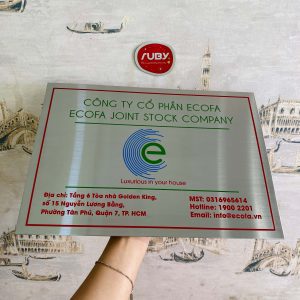 RUBY
CÔNG TY CỔ PHẦN ECOFA
ECOFA JOINT STOCK COMPANY
e
Luxurious in your house
Địa chỉ: Tầng 6 Tòa nhà Golden King,
số 15 Nguyễn Lương Bằng,
Phường Tân Phú, Quận 7, TP. HCM
MST: 0316965614
Hotline: 1900 2201
Email: info@ecofa.vn